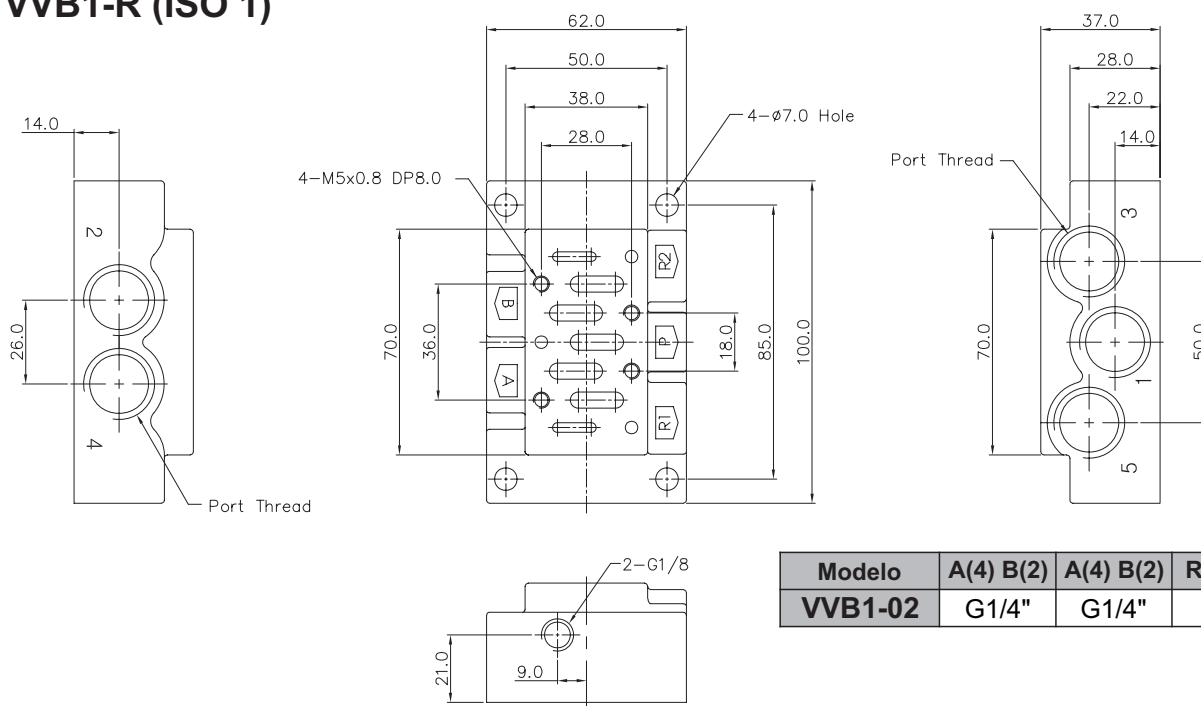 VVB1-R (ISO 1)
14.0
2
26.0
4
Port Thread
62.0
50.0
38.0
28.0
4-ø7.0 Hole
4-M5x0.8 DP8.0
R2
B
P
A
R1
70.0
36.0
18.0
85.0
100.0
37.0
28.0
22.0
14.0
Port Thread
3
70.0
1
5
50.0
2-G1/8
21.0
9.0
Modelo A(4) B(2) A(4) B(2) R
VVB1-02 G1/4" G1/4"